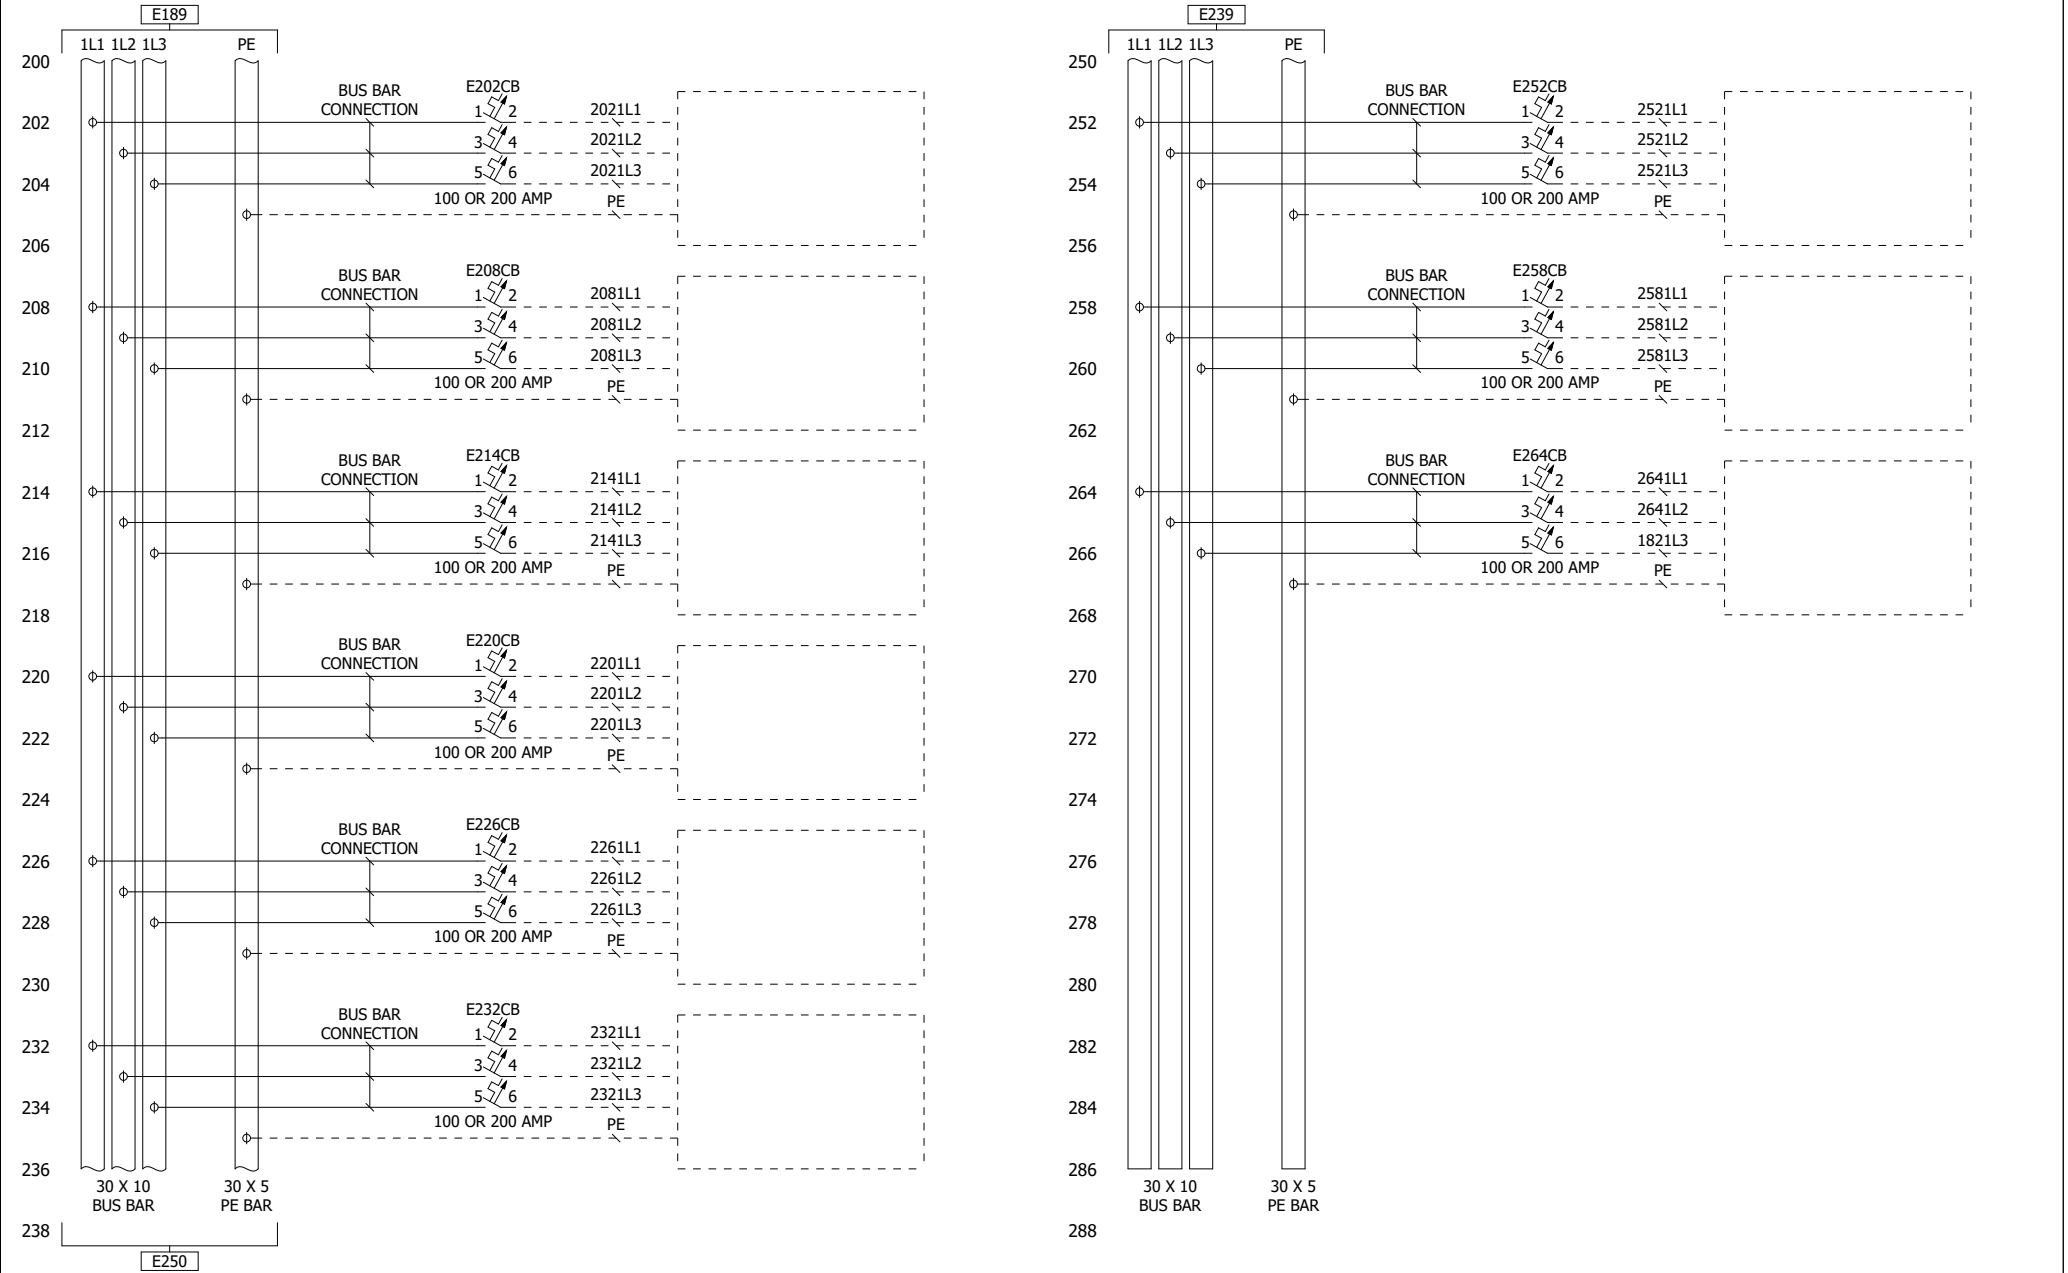 E189
1L1 1L2 1L3 PE
200
BUS BAR
CONNECTION
E202CB
1 2
2021L1
202
3 4
2021L2
5 6
2021L3
204
100 OR 200 AMP
PE
206
BUS BAR
CONNECTION
E208CB
1 2
2081L1
208
3 4
2081L2
5 6
2081L3
210
100 OR 200 AMP
PE
212
BUS BAR
CONNECTION
E214CB
1 2
2141L1
214
3 4
2141L2
5 6
2141L3
216
100 OR 200 AMP
PE
218
BUS BAR
CONNECTION
E220CB
1 2
2201L1
220
3 4
2201L2
5 6
2201L3
222
100 OR 200 AMP
PE
224
BUS BAR
CONNECTION
E226CB
1 2
2261L1
226
3 4
2261L2
5 6
2261L3
228
100 OR 200 AMP
PE
230
BUS BAR
CONNECTION
E232CB
1 2
2321L1
232
3 4
2321L2
5 6
2321L3
234
100 OR 200 AMP
PE
236
30 X 10
BUS BAR
30 X 5
PE BAR
238
E250
E239
1L1 1L2 1L3 PE
250
BUS BAR
CONNECTION
E252CB
1 2
2521L1
252
3 4
2521L2
5 6
2521L3
254
100 OR 200 AMP
PE
256
BUS BAR
CONNECTION
E258CB
1 2
2581L1
258
3 4
2581L2
5 6
2581L3
260
100 OR 200 AMP
PE
262
BUS BAR
CONNECTION
E264CB
1 2
2641L1
264
3 4
2641L2
5 6
1821L3
266
100 OR 200 AMP
PE
268
270
272
274
276
278
280
282
284
286
30 X 10
BUS BAR
30 X 5
PE BAR
288